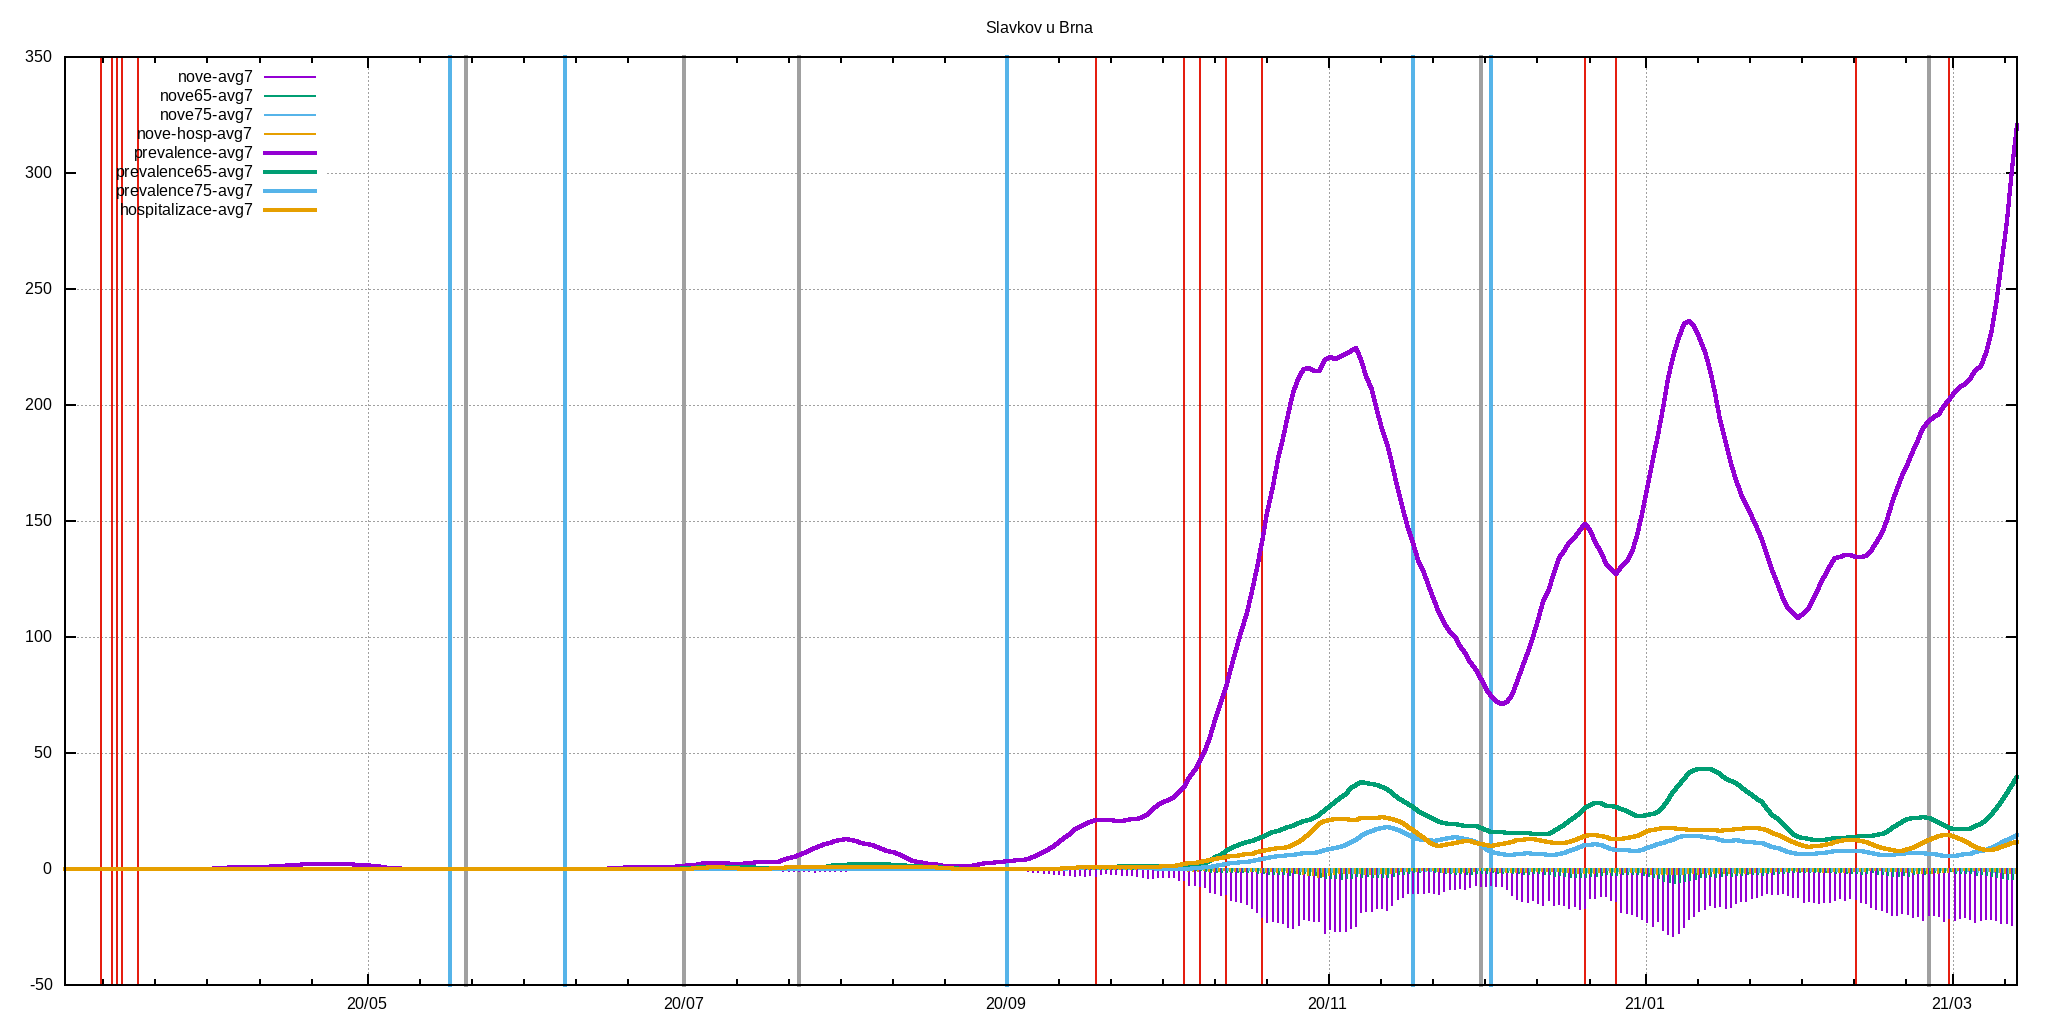 Slavkov u Brna
350
300
250
200
150
100
50
0
-50
nove-avg7
nove65-avg7
nove75-avg7
nove-hosp-avg7
prevalence-avg7
prevalence65-avg7
prevalence75-avg7
hospitalizace-avg7
20/05
20/07
20/09
20/11
21/01
21/03